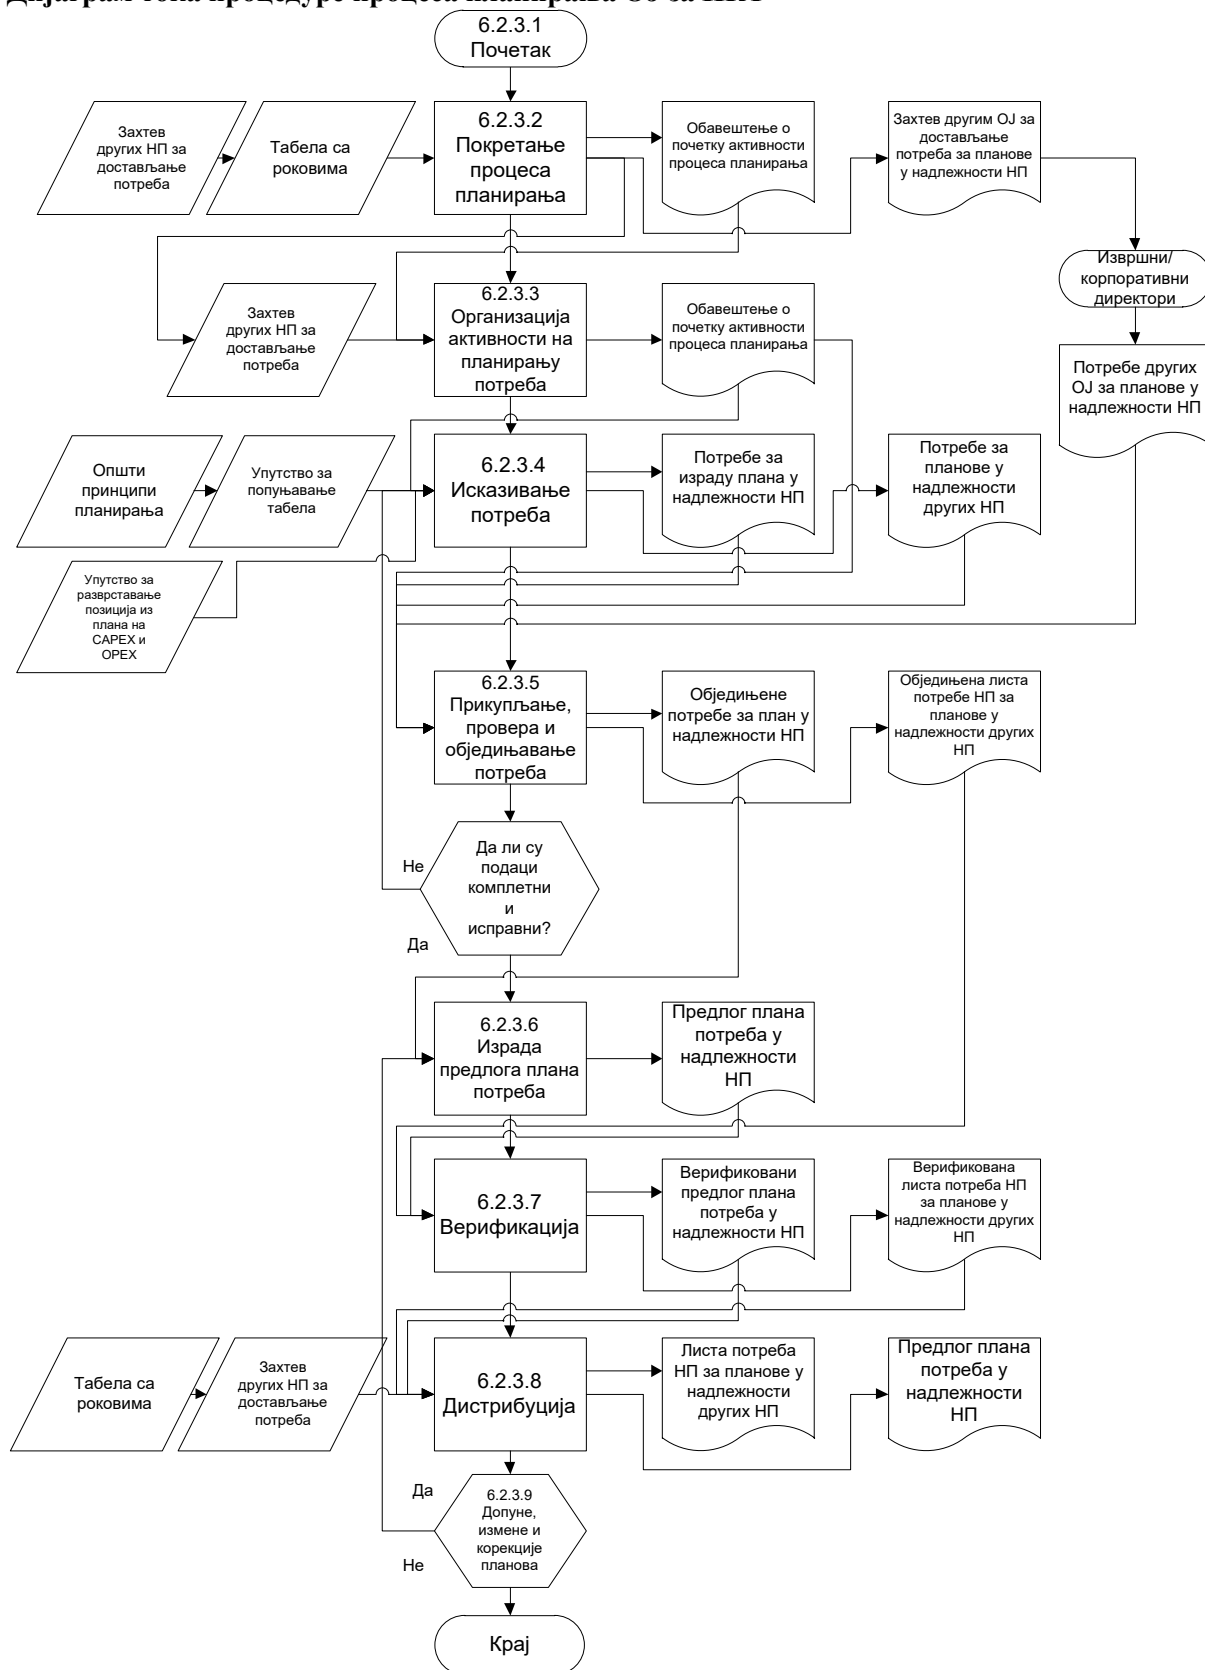 6.2.3.1
Почетак
Захтев
других НП за
достављање
потреба
Табела са
роковима
6.2.3.2
Покретање
процеса
планирања
Обавештење о
почетку активности
процеса планирања
Захтев другим ОЈ за
достављање
потреба за планове
у надлежности НП
Извршни/
корпоративни
директори
Захтев
других НП за
достављање
потреба
6.2.3.3
Организација
активности на
планирању
потреба
Обавештење о
почетку активности
процеса планирања
Потребе других
ОЈ за планове у
надлежности НП
Општи
принципи
планирања
Упутство за
попуњавање
табела
6.2.3.4
Исказивање
потреба
Потребе за
израду плана у
надлежности НП
Потребе за
планове у
надлежности
других НП
Упутство за
разврставање
позиција из
плана на
CAPEX и
OPEX
6.2.3.5
Прикупљање,
провера и
обједињавање
потреба
Обједињене
потребе за план у
надлежности НП
Обједињена листа
потребе НП за
планове у
надлежности других
НП
Не
Да ли су
подаци
комплетни
и
исправни?
Да
6.2.3.6
Израда
предлога плана
потреба
Предлог плана
потреба у
надлежности
НП
6.2.3.7
Верификација
Верификовани
предлог плана
потреба у
надлежности НП
Верификована
листа потреба НП
за планове у
надлежности других
НП
Табела са
роковима
Захтев
других НП за
достављање
потреба
6.2.3.8
Дистрибуција
Листа потреба
НП за планове у
надлежности
других НП
Предлог плана
потреба у
надлежности
НП
Да
6.2.3.9
Допуне,
измене и
корекције
планова
Не
Крај